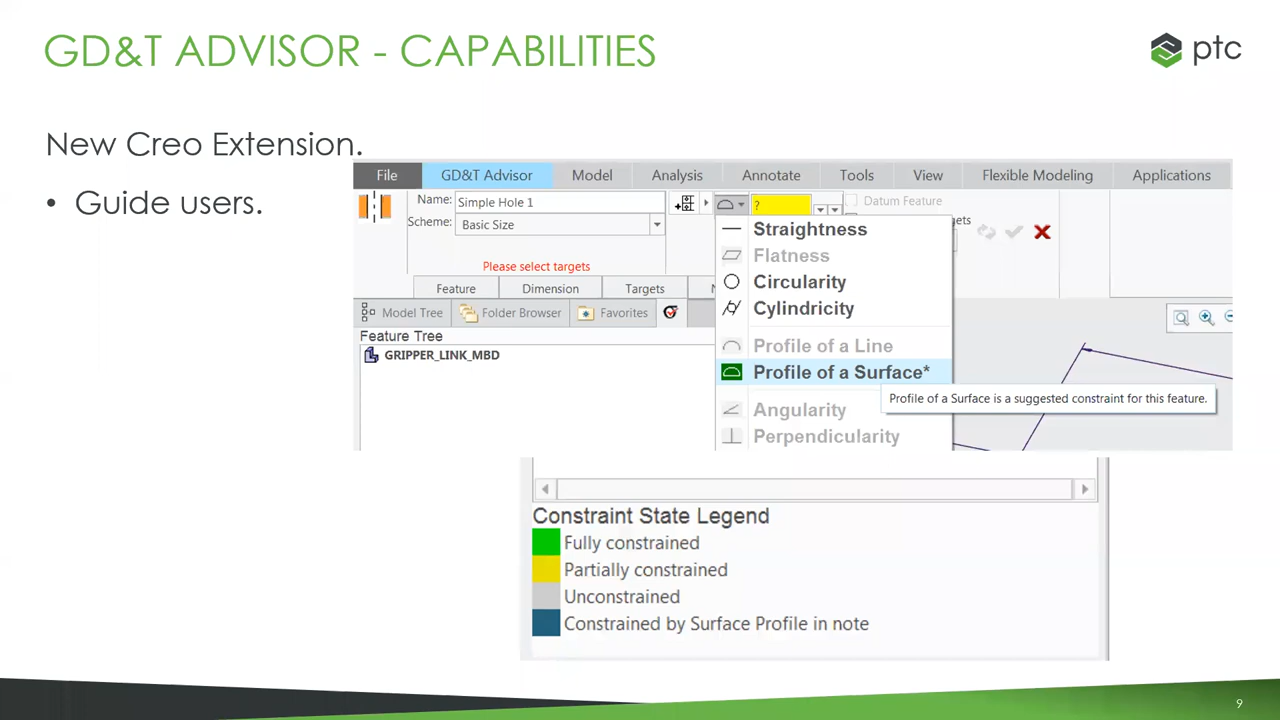 GD&T ADVISOR - CAPABILITIES
ptc
New Creo Extension.
• Guide users.
File GD&T Advisor Model Analysis Annotate Tools View Flexible Modeling Applications
Name: Simple Hole 1
?
Datum Feature
Scheme: Basic Size
Please select targets
Feature Dimension Targets
Straightness
Flatness
Circularity
Cylindricity
Profile of a Line
Profile of a Surface*
Angularity
Perpendicularity
Profile of a Surface is a suggested constraint for this feature.
Model Tree Folder Browser Favorites
Feature Tree
GRIPPER_LINK_MBD
Constraint State Legend
Fully constrained
Partially constrained
Unconstrained
Constrained by Surface Profile in note
9